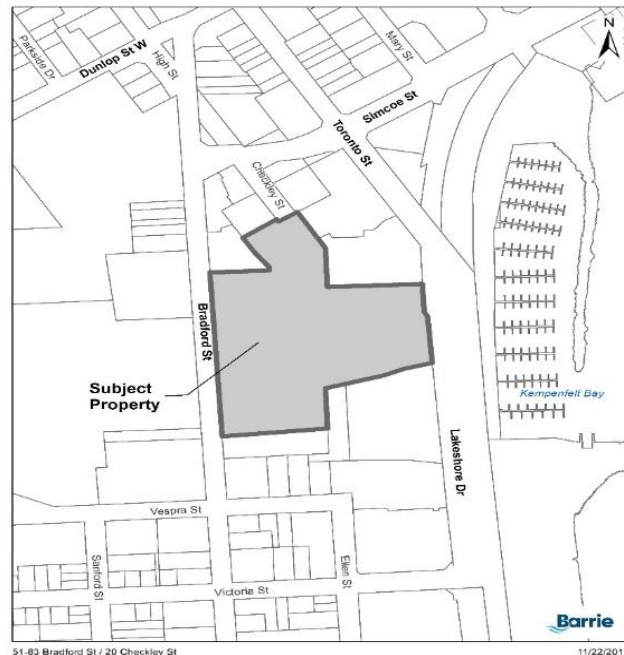 N
Parkside Dr
Dunlop St W
High St
Mary St
Simcoe St
Toronto St
Checkley St
Bradford St
Subject
Property
Kempenfelt Bay
Lakeshore Dr
Vespra St
Sanford St
Ellen St
Victoria St
Barrie
51-83 Bradford St / 20 Checkley St